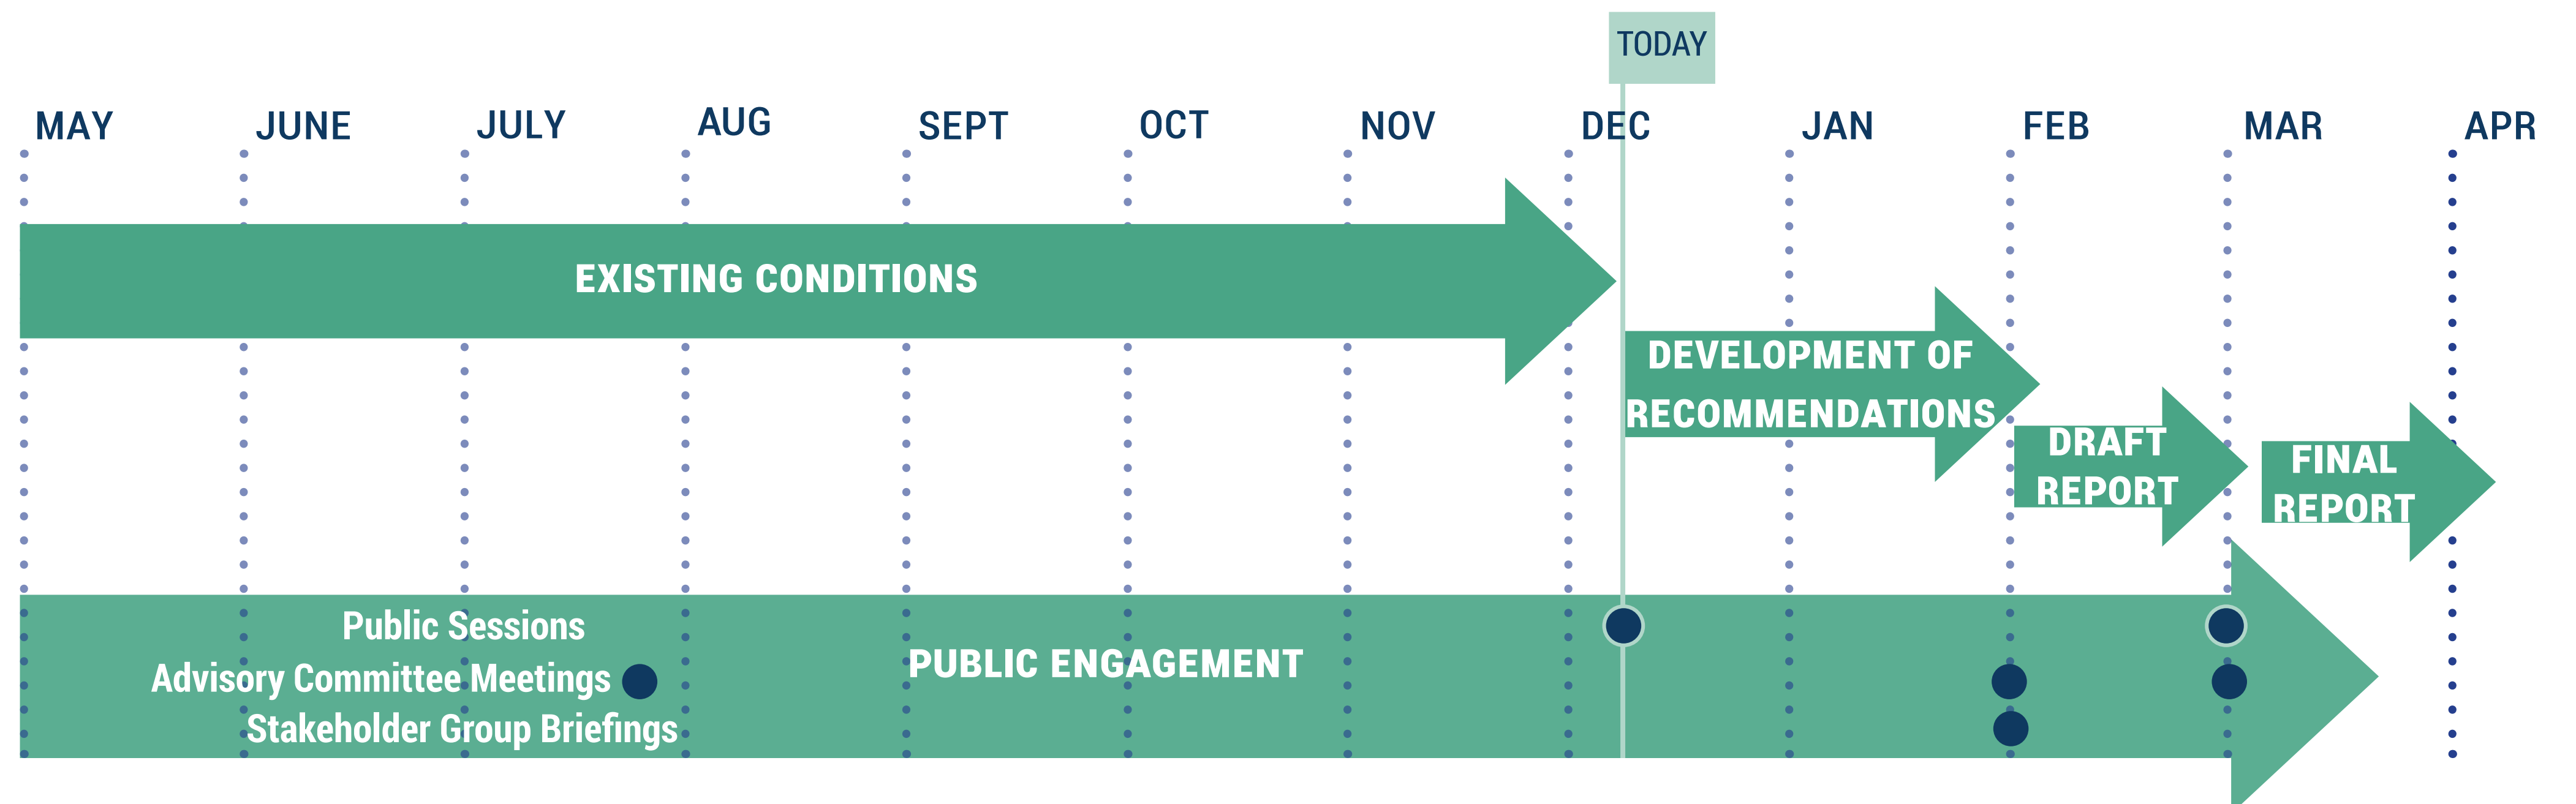 TODAY
MAY
JUNE
JULY
AUG
SEPT
OCT
NOV
DEC
JAN
FEB
MAR
APR
EXISTING CONDITIONS
DEVELOPMENT OF
RECOMMENDATIONS
DRAFT
REPORT
FINAL
REPORT
Public Sessions
Advisory Committee Meetings
Stakeholder Group Briefings
PUBLIC ENGAGEMENT